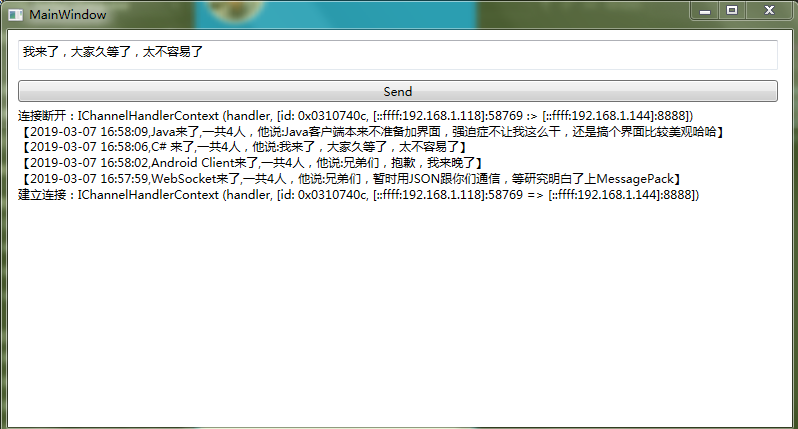 MainWindow
我来了，大家久等了，太不容易了
Send
连接断开：IChannelHandlerContext (handler, [id: 0x0310740c, [::ffff:192.168.1.118]:58769 :> [::ffff:192.168.1.144]:8888])
【2019-03-07 16:58:09,Java来了,一共4人，他说:Java客户端本来不准备加界面，强迫症不让我这么干，还是搞个界面比较美观哈哈】
【2019-03-07 16:58:06,C# 来了,一共4人，他说:我来了，大家久等了，太不容易了】
【2019-03-07 16:58:02,Android Client来了,一共4人，他说:兄弟们，抱歉，我来晚了】
【2019-03-07 16:57:59,WebSocket来了,一共4人，他说:兄弟们，暂时用JSON跟你们通信，等研究明白了上MessagePack】
建立连接：IChannelHandlerContext (handler, [id: 0x0310740c, [::ffff:192.168.1.118]:58769 => [::ffff:192.168.1.144]:8888])